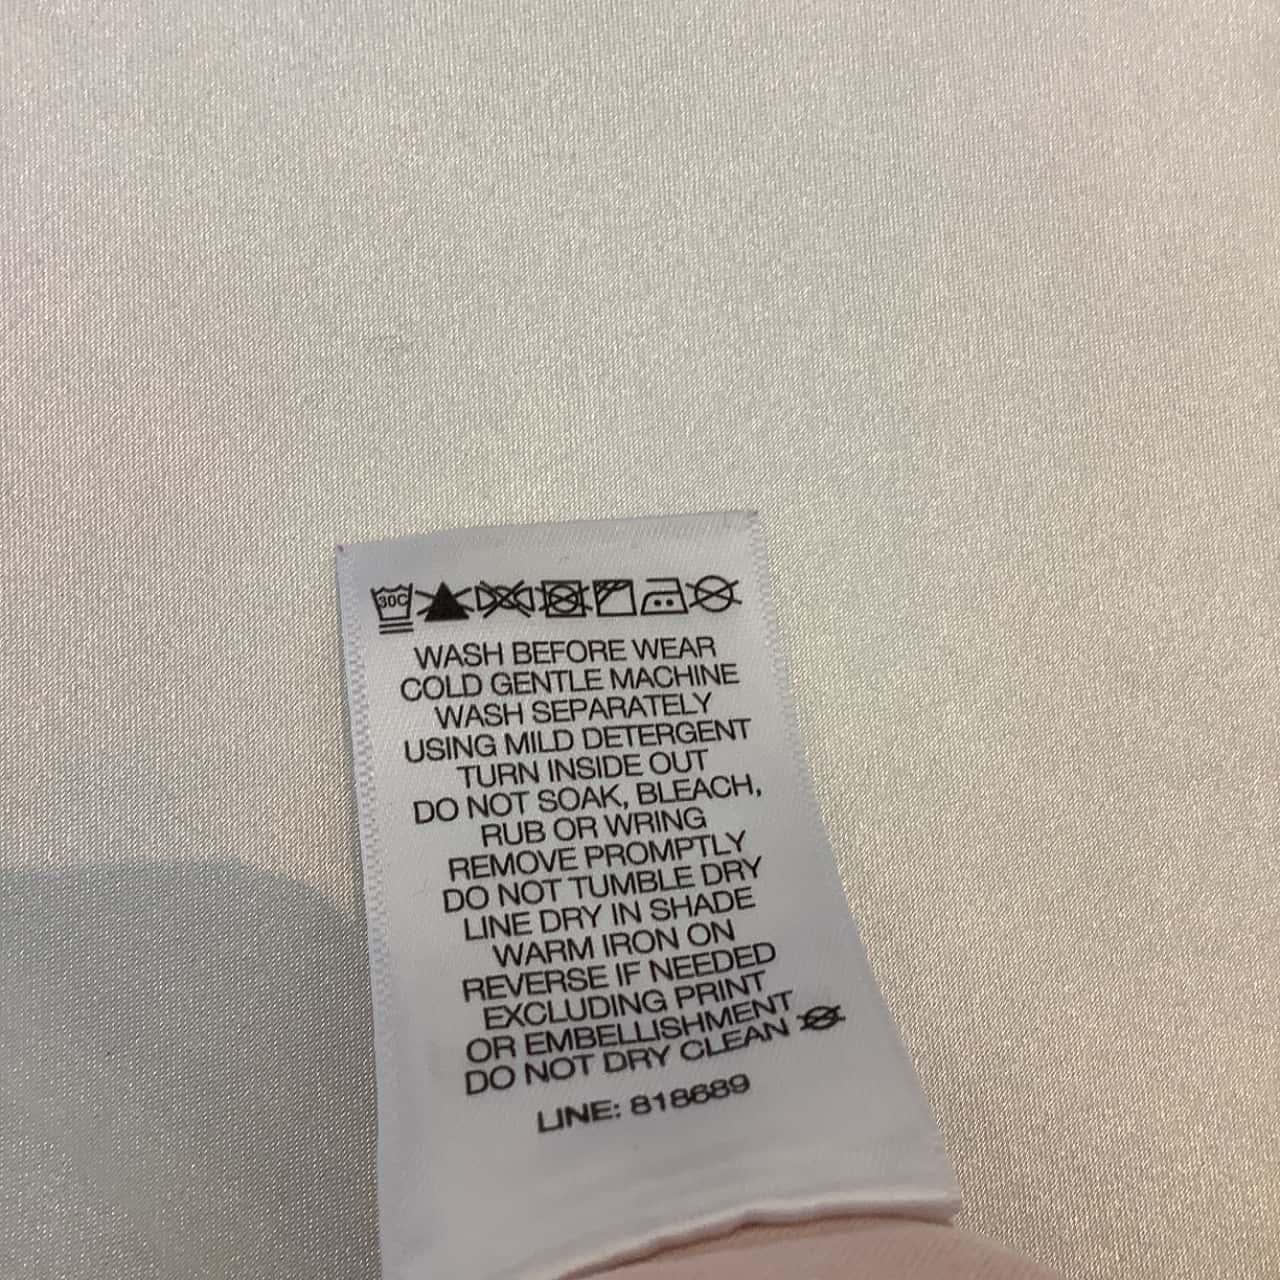 30C
WASH BEFORE WEAR
COLD GENTLE MACHINE
WASH SEPARATELY
USING MILD DETERGENT
TURN INSIDE OUT
DO NOT SOAK, BLEACH,
RUB OR WRING
REMOVE PROMPTLY
DO NOT TUMBLE DRY
LINE DRY IN SHADE
WARM IRON ON
REVERSE IF NEEDED
EXCLUDING PRINT
OR EMBELLISHMENT
DO NOT DRY CLEAN
LINE: 818689